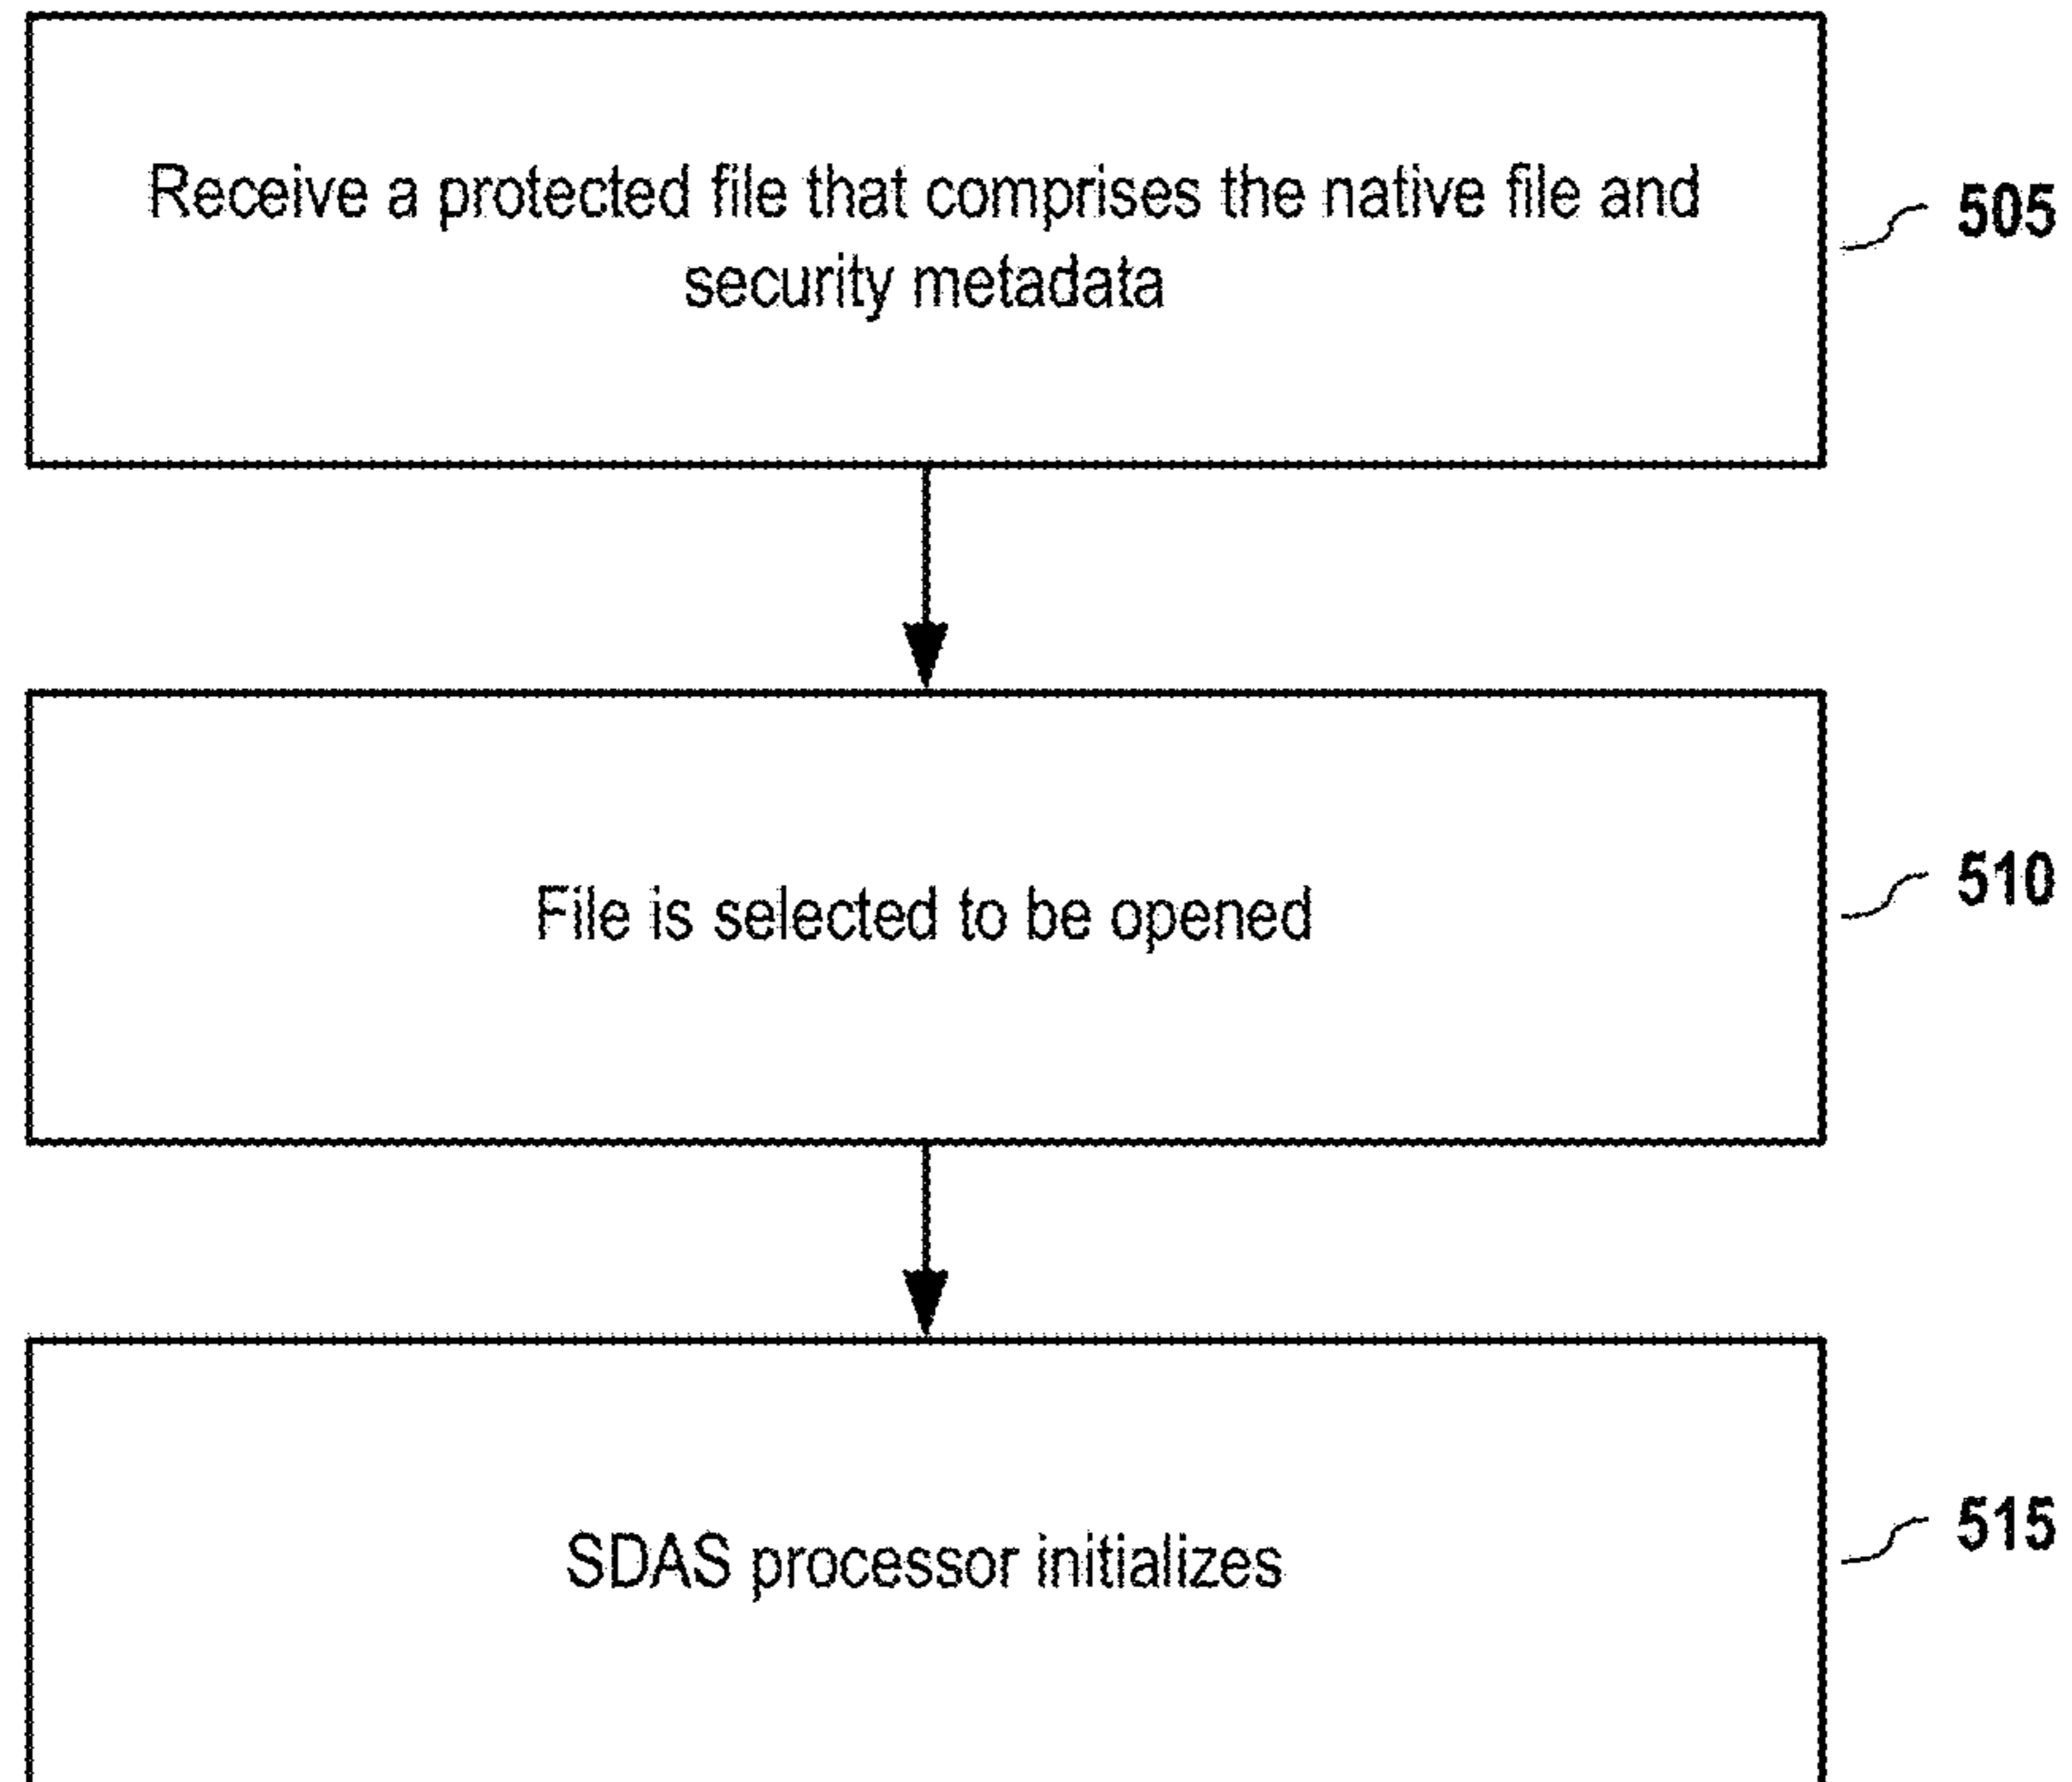 Receive a protected file that comprises the native file and
security metadata
505
File is selected to be opened
510
SDAS processor initializes
515